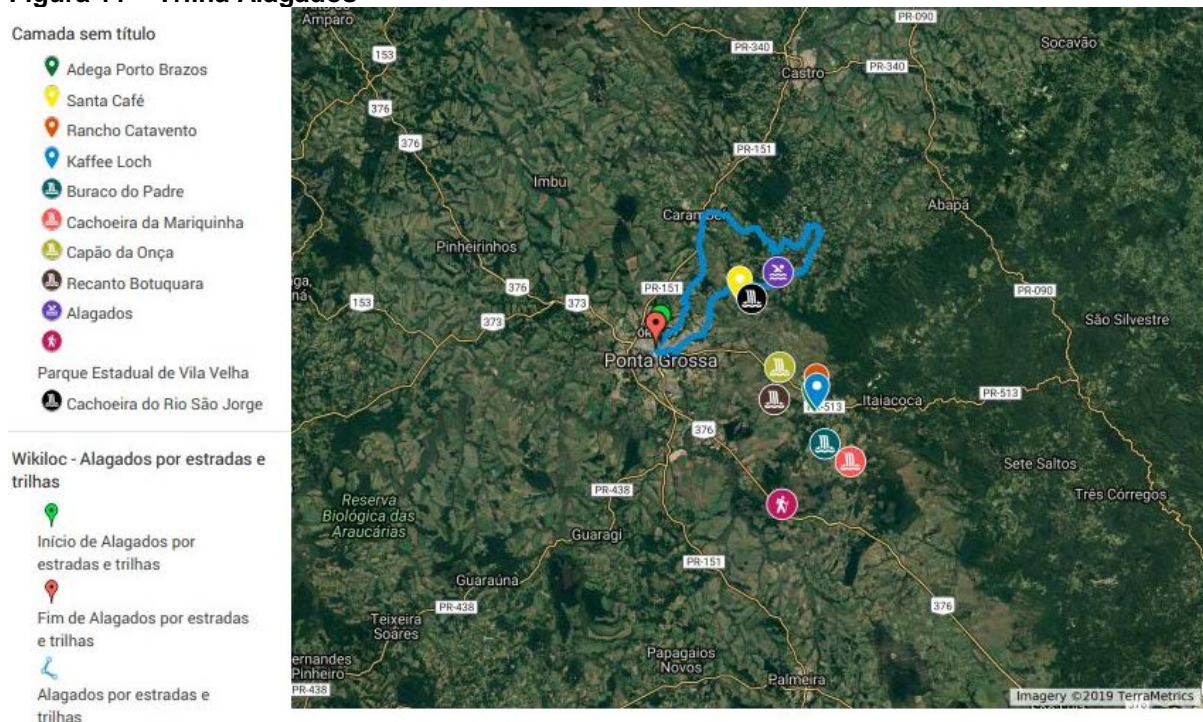 Camada sem título
Adega Porto Brazos
Santa Café
Rancho Catavento
Kaffee Loch
Buraco do Padre
Cachoeira da Mariquinha
Capão da Onça
Recanto Botuquara
Alagados
Parque Estadual de Vila Velha
Cachoeira do Rio São Jorge
Wikiloc - Alagados por estradas e
trilhas
Início de Alagados por
estradas e trilhas
Fim de Alagados por estradas
e trilhas
Alagados por estradas e
trilhas
Amparo
PR-090
Socavão
PR-340
153
Castro
PR-340
376
376
PR-151
Imbu
Abapã
Carambeí
Pinheirinhos
376
PR-151
PR-090
153
373
373
São Silvestre
Ponta Grossa
PR-513
PR-513
Itaiacoca
376
Sete Saltos
PR-438
Três Córregos
Reserva
Biológica das
Araucárias
Guaragi
PR-151
Guaraúna
PR-438
376
Teixeira
Soares
Papagaios
Novos
ernandes
Pinheiro
PR-438
Palmeira
Imagery ©2019 TerraMetrics